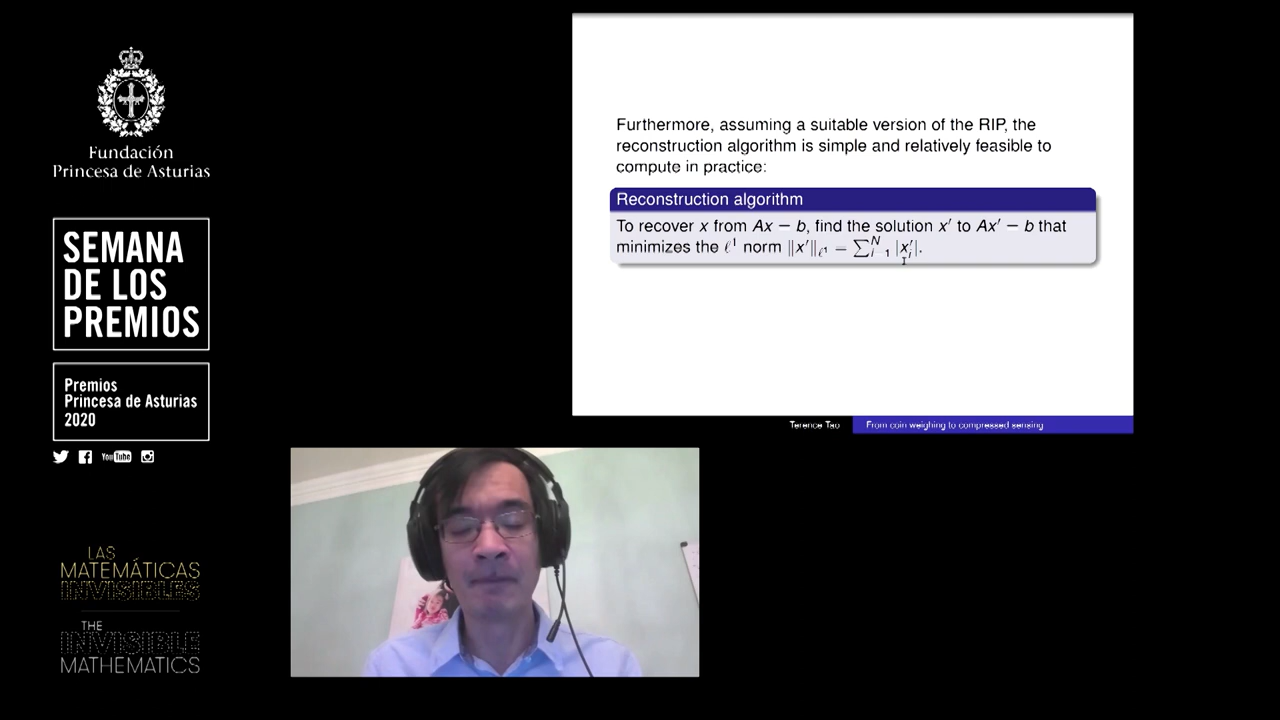 Fundación
Princesa de Asturias
SEMANA
DE LOS
PREMIOS
Premios
Princesa de Asturias
2020
YouTube
LAS
MATEMÁTICAS
INVISIBLES
THE
INVISIBLE
MATHEMATICS
Furthermore, assuming a suitable version of the RIP, the
reconstruction algorithm is simple and relatively feasible to
compute in practice:
Reconstruction algorithm
To recover x from Ax = b, find the solution x′ to Ax′ = b that
minimizes the ℓ¹ norm ‖x′‖ℓ¹ = ∑ᴺᵢ₌₁ |x′ᵢ|.
Terence Tao
From coin weighing to compressed sensing